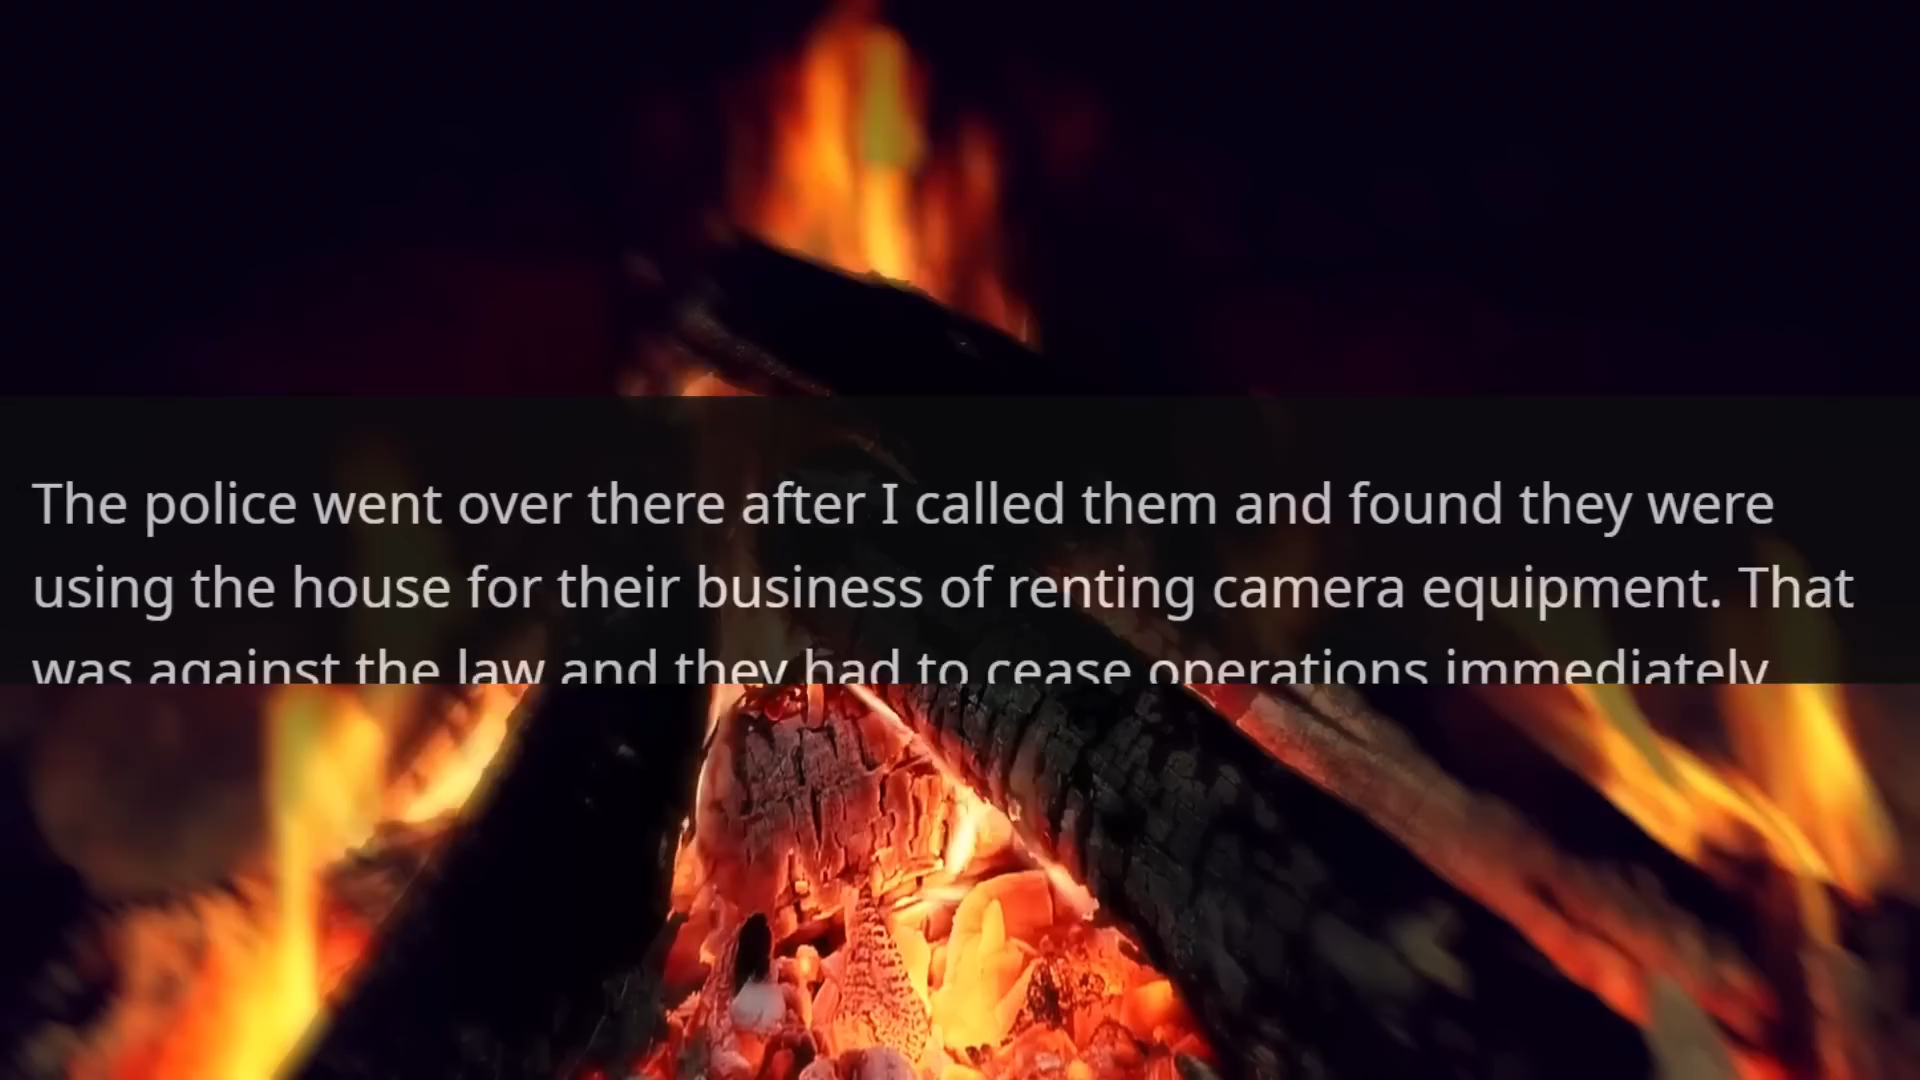 The police went over there after I called them and found they were
using the house for their business of renting camera equipment. That
was against the law and they had to cease operations immediately